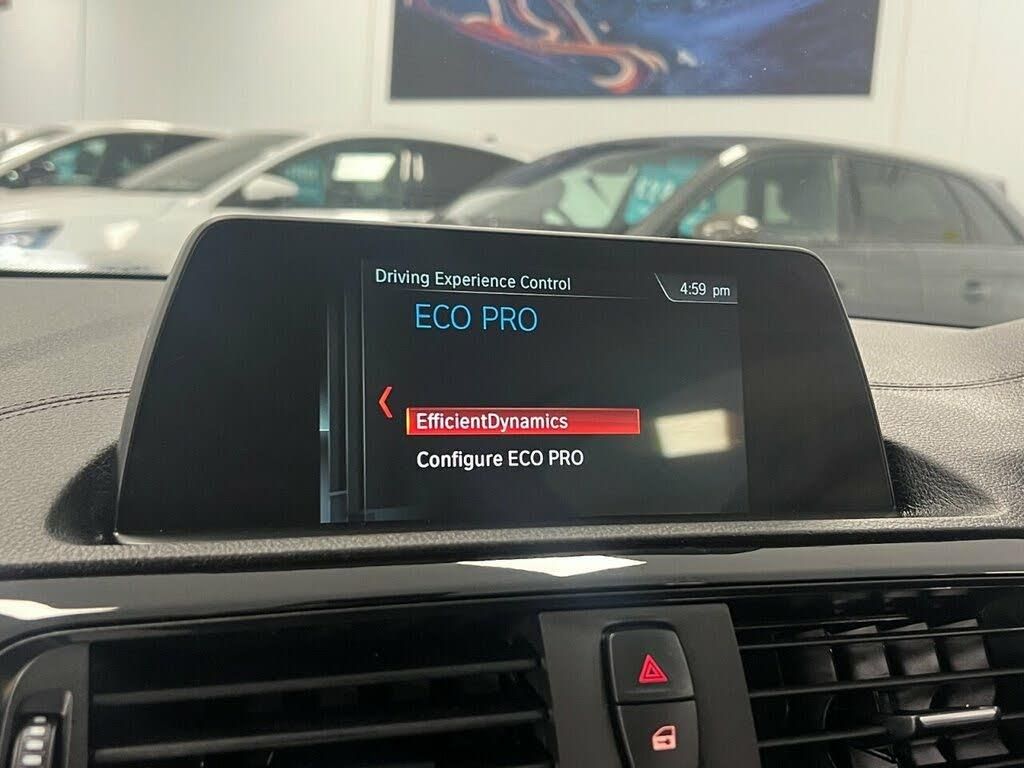 Driving Experience Control
4:59 pm
ECO PRO
EfficientDynamics
Configure ECO PRO